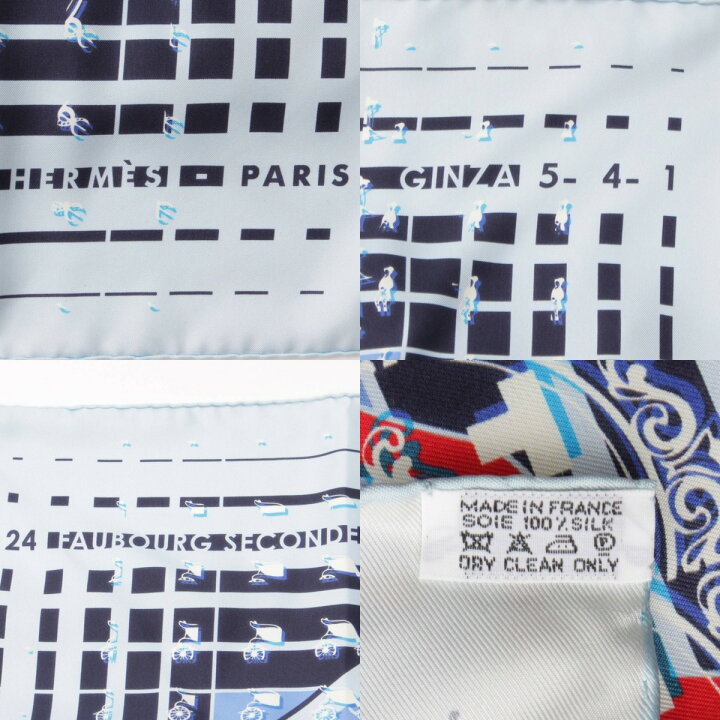 HERMÈS - PARIS
GINZA 5- 4- 1
24 FAUBOURG SECONDE
MADE IN FRANCE
SOIE 100% SILK
DRY CLEAN ONLY